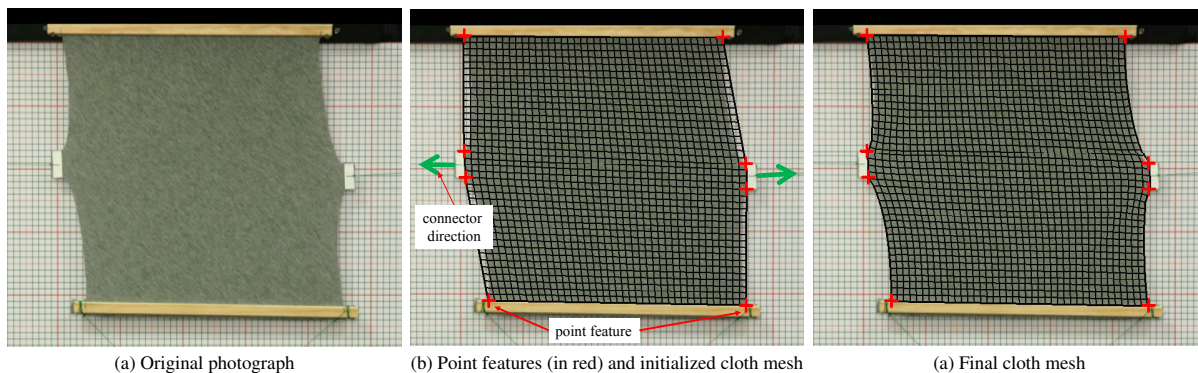 connector
direction
point feature
(a) Original photograph
(b) Point features (in red) and initialized cloth mesh
(a) Final cloth mesh